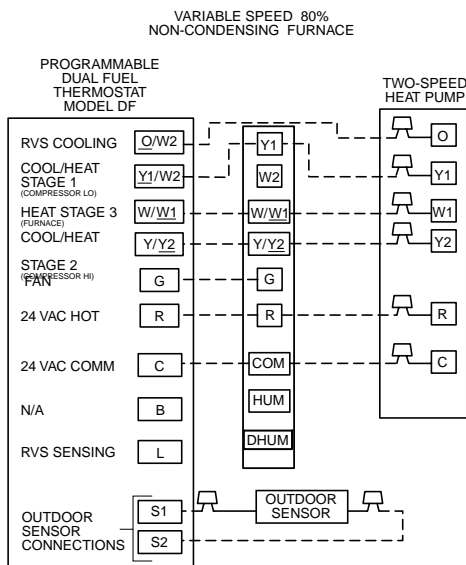 VARIABLE SPEED 80%
NON-CONDENSING FURNACE
PROGRAMMABLE
DUAL FUEL
THERMOSTAT
MODEL DF
TWO-SPEED
HEAT PUMP
RVS COOLING
O/W2
Y1
O
COOL/HEAT
STAGE 1
(COMPRESSOR LO)
Y1/W2
W2
Y1
HEAT STAGE 3
(FURNACE)
W/W1
W/W1
W1
COOL/HEAT
STAGE 2
(COMPRESSOR HI)
Y/Y2
Y/Y2
Y2
FAN
G
G
24 VAC HOT
R
R
R
24 VAC COMM
C
COM
C
N/A
B
HUM
RVS SENSING
L
DHUM
OUTDOOR
SENSOR
CONNECTIONS
S1
S2
OUTDOOR
SENSOR